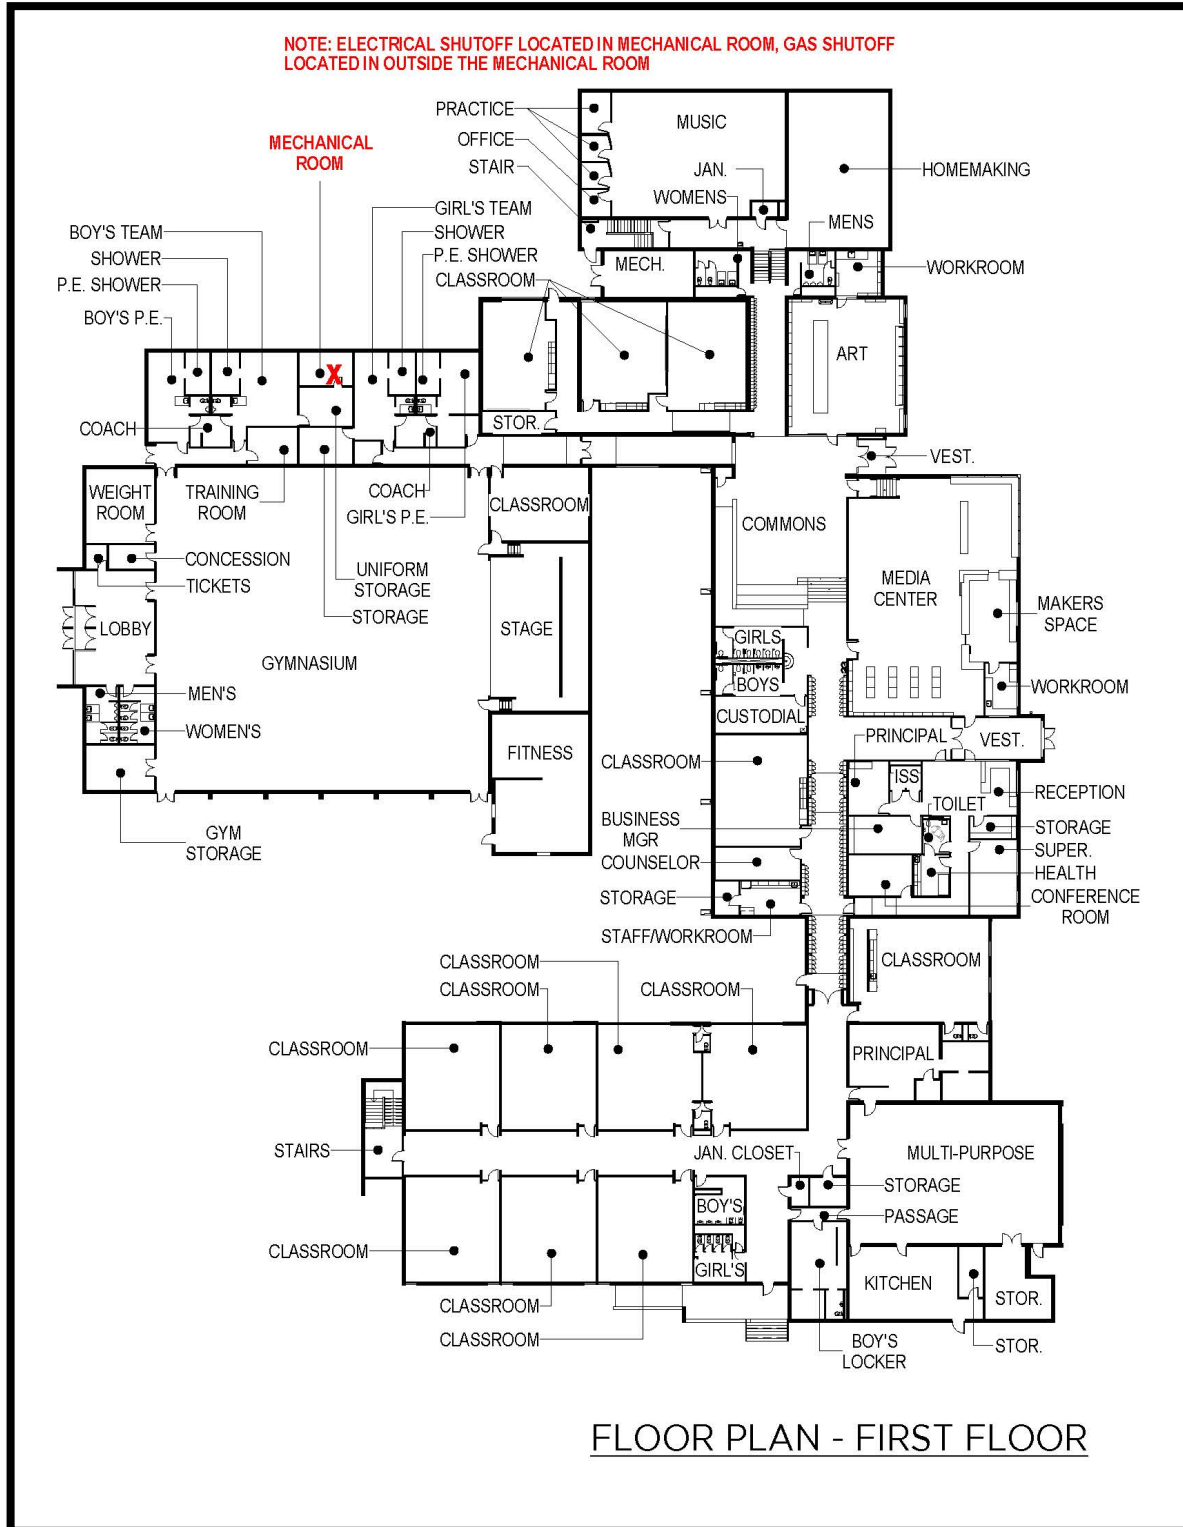 NOTE: ELECTRICAL SHUTOFF LOCATED IN MECHANICAL ROOM, GAS SHUTOFF
LOCATED IN OUTSIDE THE MECHANICAL ROOM
PRACTICE
MUSIC
OFFICE
MECHANICAL
ROOM
STAIR
JAN.
HOMEMAKING
WOMENS
GIRL'S TEAM
MENS
BOY'S TEAM
SHOWER
SHOWER
P.E. SHOWER
MECH.
WORKROOM
P.E. SHOWER
CLASSROOM
BOY'S P.E.
ART
X
COACH
STOR.
VEST.
WEIGHT
ROOM
TRAINING
ROOM
COACH
GIRL'S P.E.
CLASSROOM
COMMONS
CONCESSION
TICKETS
UNIFORM
STORAGE
MEDIA
CENTER
MAKERS
SPACE
STORAGE
LOBBY
STAGE
GIRLS
GYMNASIUM
BOYS
MEN'S
WORKROOM
WOMEN'S
CUSTODIAL
PRINCIPAL
VEST.
FITNESS
CLASSROOM
ISS
TOILET
RECEPTION
BUSINESS
MGR
STORAGE
GYM
STORAGE
SUPER.
COUNSELOR
HEALTH
STORAGE
CONFERENCE
ROOM
STAFF/WORKROOM
CLASSROOM
CLASSROOM
CLASSROOM
CLASSROOM
CLASSROOM
PRINCIPAL
STAIRS
JAN. CLOSET
MULTI-PURPOSE
STORAGE
BOY'S
PASSAGE
CLASSROOM
GIRL'S
KITCHEN
STOR.
CLASSROOM
CLASSROOM
BOY'S
LOCKER
STOR.
FLOOR PLAN - FIRST FLOOR